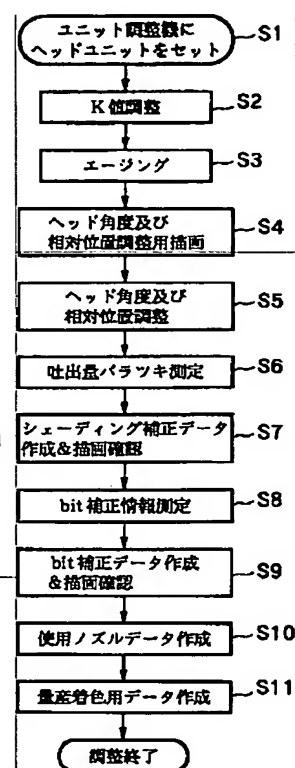 ユニット調整機に
ヘッドユニットをセット
S1
K値調整
S2
エージング
S3
ヘッド角度及び
相対位置調整用描画
S4
ヘッド角度及び
相対位置調整
S5
吐出量バラツキ測定
S6
シェーディング補正データ
作成&描画確認
S7
bit補正情報測定
S8
bit補正データ作成
&描画確認
S9
使用ノズルデータ作成
S10
量産着色用データ作成
S11
調整終了